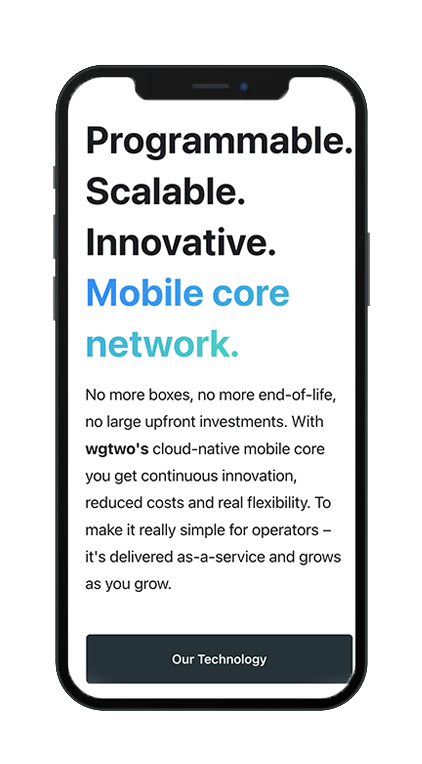 Programmable.
Scalable.
Innovative.
Mobile core
network.
No more boxes, no more end-of-life,
no large upfront investments. With
wgtwo's cloud-native mobile core
you get continuous innovation,
reduced costs and real flexibility. To
make it really simple for operators –
it's delivered as-a-service and grows
as you grow.
Our Technology